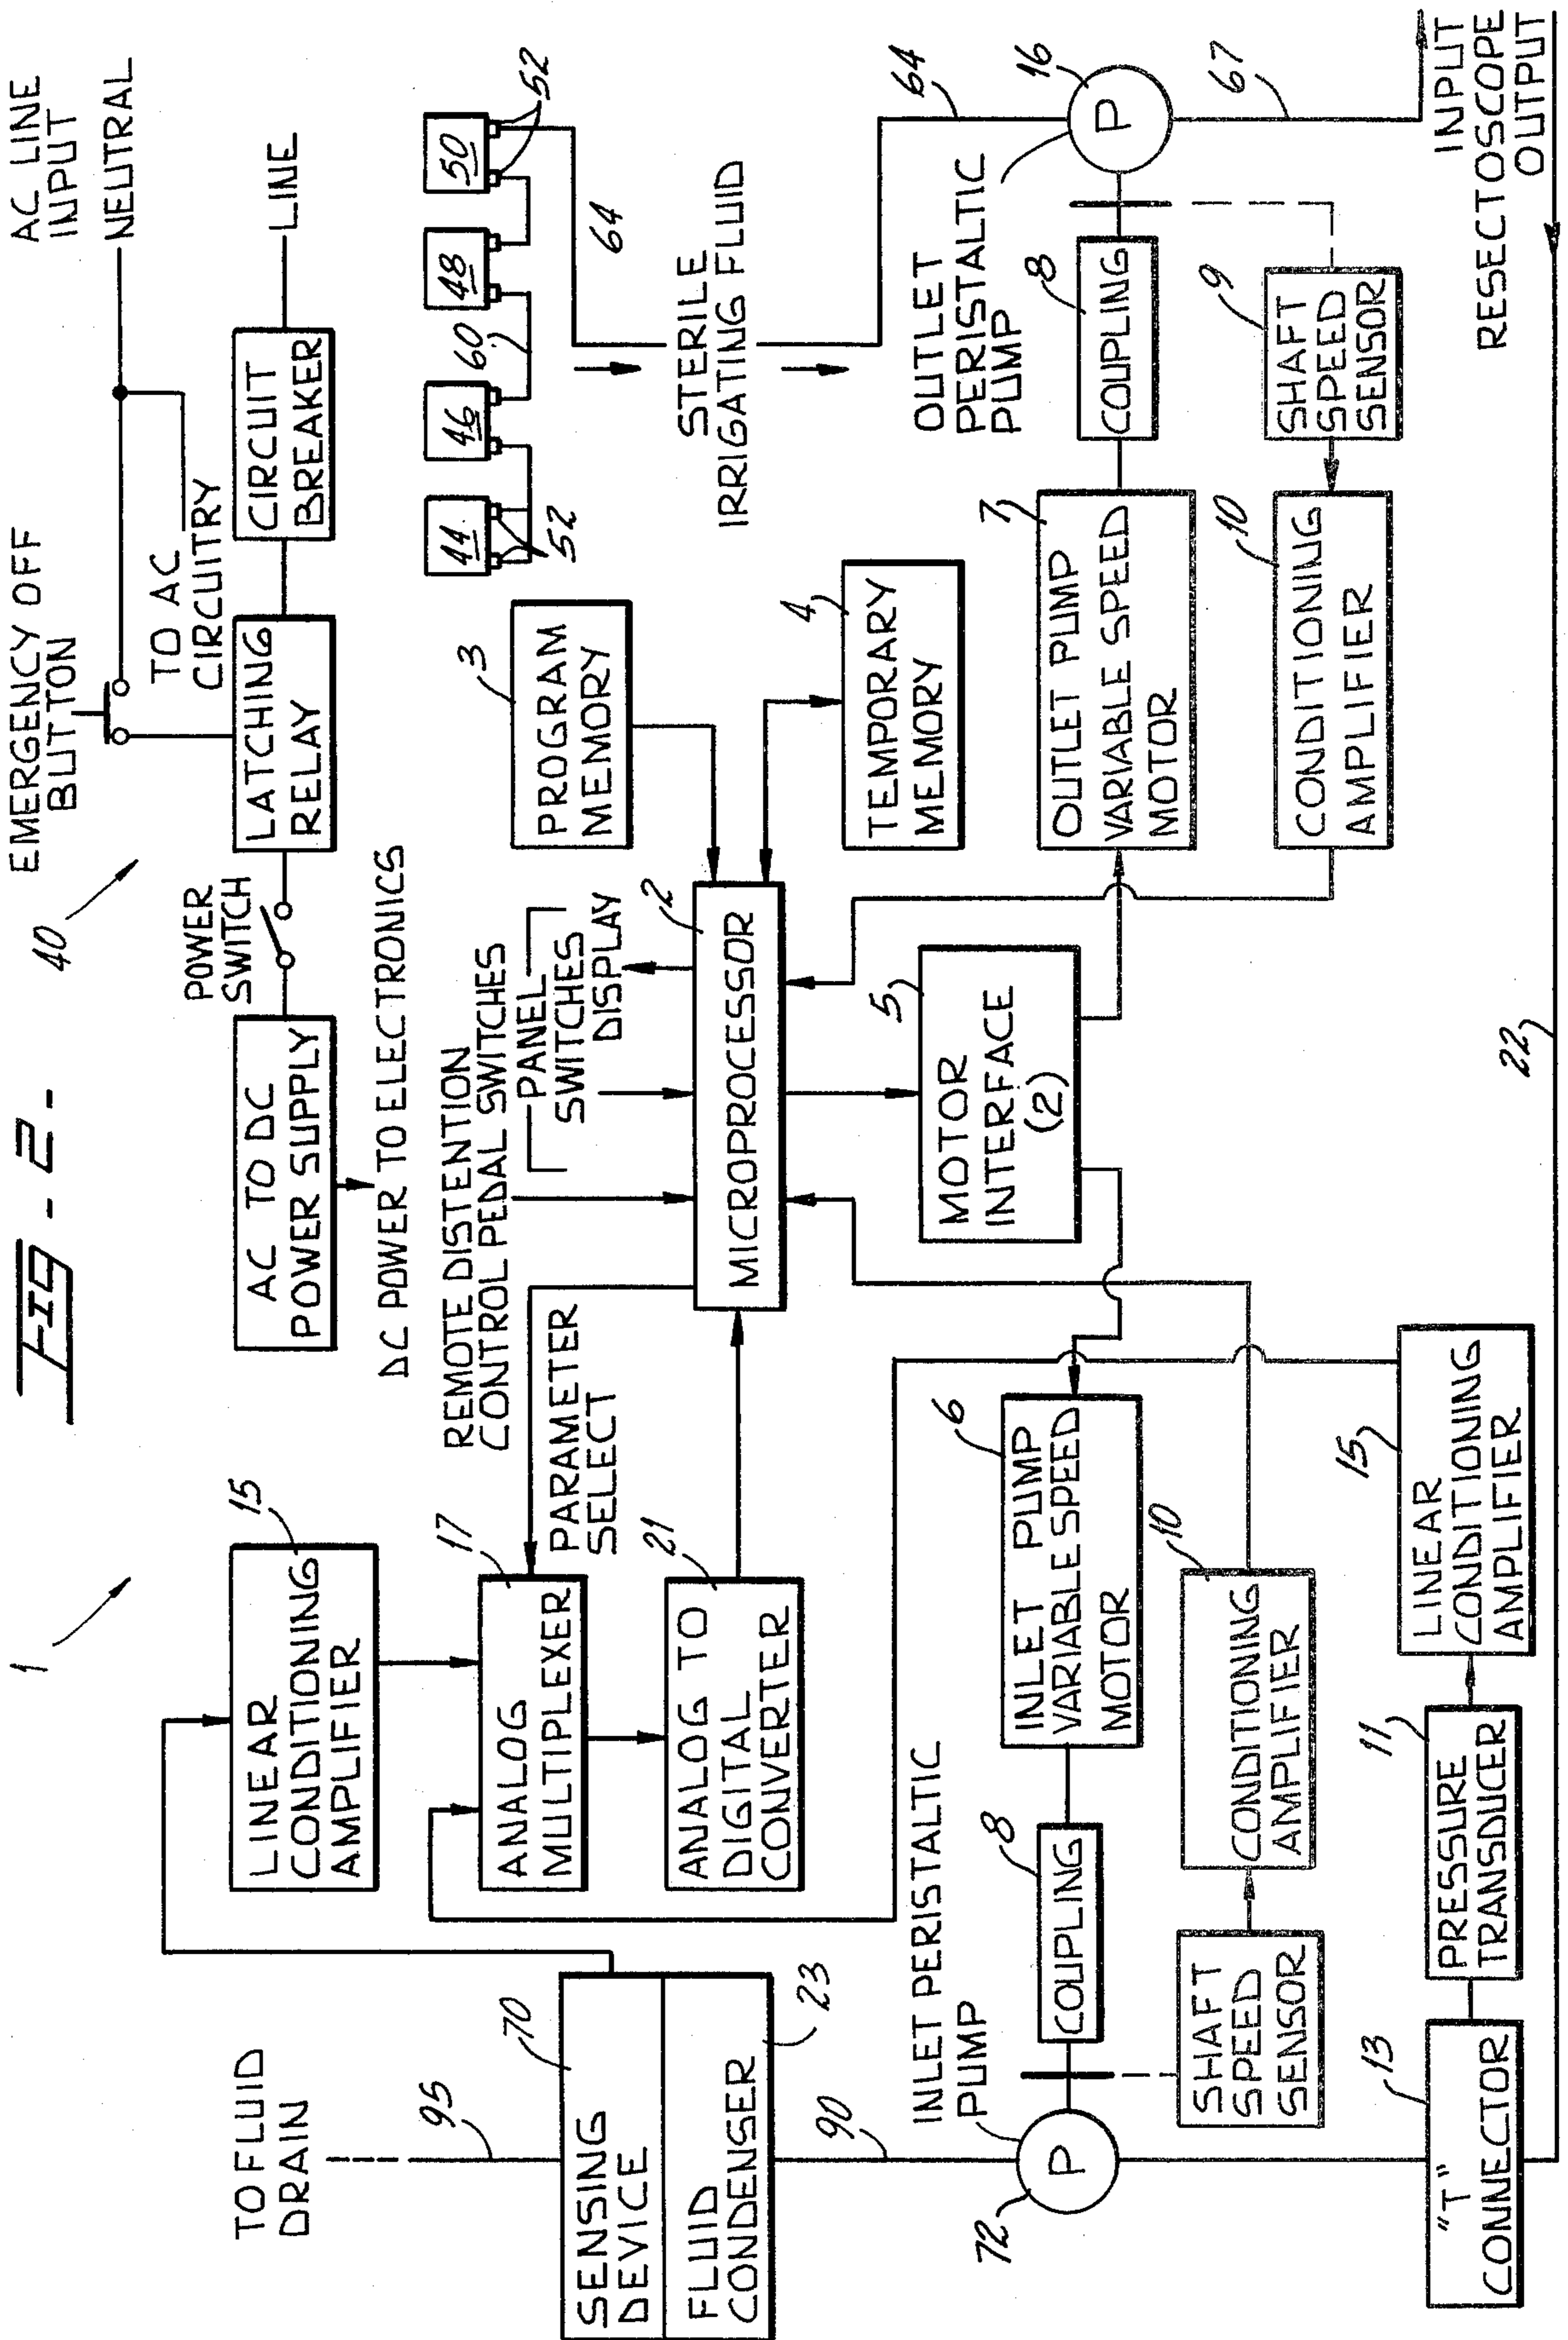 FIG-2-
1
40
TO FLUID
DRAIN
95
SENSING
DEVICE
70
FLUID
CONDENSER
23
90
LINEAR
CONDITIONING
AMPLIFIER
15
ANALOG
MULTIPLEXER
17
ANALOG TO
DIGITAL
CONVERTER
21
PARAMETER
SELECT
AC TO DC
POWER SUPPLY
DC POWER TO ELECTRONICS
POWER
SWITCH
LATCHING
RELAY
EMERGENCY OFF
BUTTON
TO AC
CIRCUITRY
CIRCUIT
BREAKER
AC LINE
INPUT
NEUTRAL
LINE
REMOTE DISTENTION
CONTROL PEDAL SWITCHES
PANEL
SWITCHES
DISPLAY
MICROPROCESSOR
2
PROGRAM
MEMORY
3
TEMPORARY
MEMORY
4
44
46
48
50
52
52
60
64
STERILE
IRRIGATING FLUID
64
OUTLET
PERISTALTIC
PUMP
P
16
67
INPUT
RESECTOSCOPE
OUTPUT
MOTOR
INTERFACE
(2)
5
OUTLET PUMP
VARIABLE SPEED
MOTOR
7
COUPLING
8
SHAFT
SPEED
SENSOR
9
CONDITIONING
AMPLIFIER
10
INLET PERISTALTIC
PUMP
P
72
COUPLING
8
INLET PUMP
VARIABLE SPEED
MOTOR
6
SHAFT
SPEED
SENSOR
CONDITIONING
AMPLIFIER
10
"T"
CONNECTOR
13
PRESSURE
TRANSDUCER
11
LINEAR
CONDITIONING
AMPLIFIER
15
22